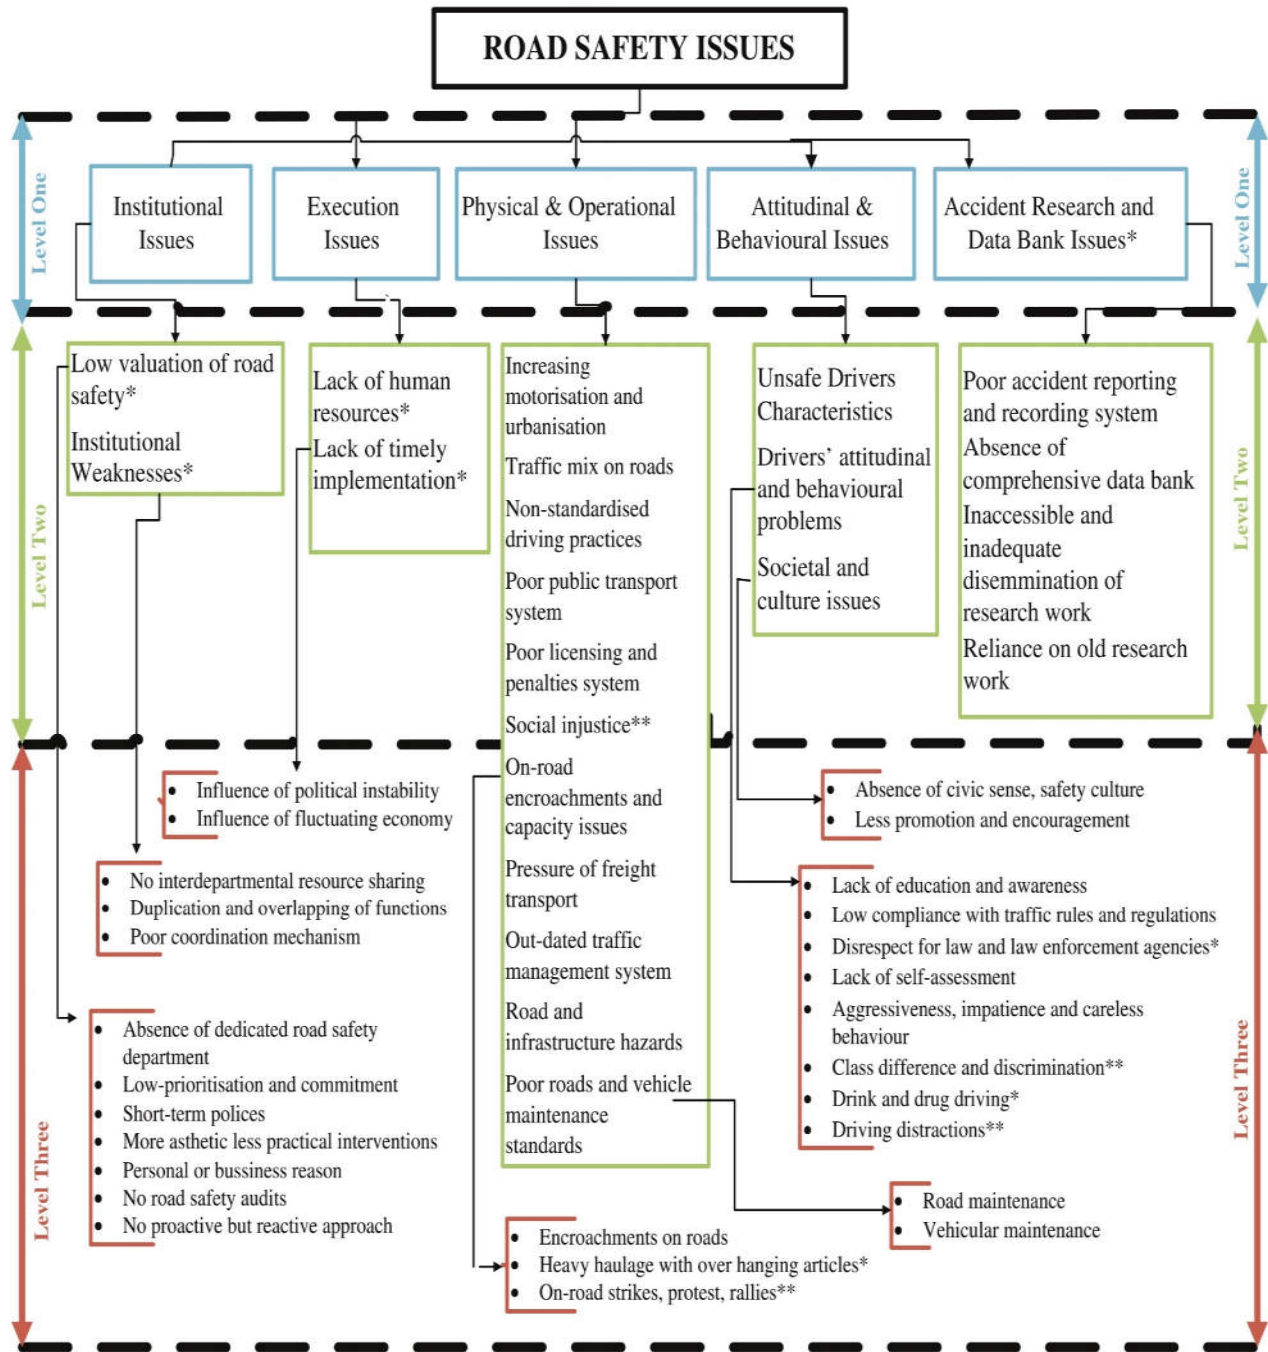 ROAD SAFETY ISSUES
Level One
Institutional
Issues
Execution
Issues
Physical & Operational
Issues
Attitudinal &
Behavioural Issues
Accident Research and
Data Bank Issues*
Level One
Level Two
Low valuation of road
safety*
Institutional
Weaknesses*
Lack of human
resources*
Lack of timely
implementation*
Increasing
motorisation and
urbanisation
Traffic mix on roads
Non-standardised
driving practices
Poor public transport
system
Poor licensing and
penalties system
Social injustice**
On-road
encroachments and
capacity issues
Pressure of freight
transport
Out-dated traffic
management system
Road and
infrastructure hazards
Poor roads and vehicle
maintenance
standards
Unsafe Drivers
Characteristics
Drivers' attitudinal
and behavioural
problems
Societal and
culture issues
Poor accident reporting
and recording system
Absence of
comprehensive data bank
Inaccessible and
inadequate
disemmination of
research work
Reliance on old research
work
Level Two
Level Three
• Influence of political instability
• Influence of fluctuating economy
• No interdepartmental resource sharing
• Duplication and overlapping of functions
• Poor coordination mechanism
• Absence of dedicated road safety
department
• Low-prioritisation and commitment
• Short-term polices
• More asthetic less practical interventions
• Personal or bussiness reason
• No road safety audits
• No proactive but reactive approach
• Absence of civic sense, safety culture
• Less promotion and encouragement
• Lack of education and awareness
• Low compliance with traffic rules and regulations
• Disrespect for law and law enforcement agencies*
• Lack of self-assessment
• Aggressiveness, impatience and careless
behaviour
• Class difference and discrimination**
• Drink and drug driving*
• Driving distractions**
• Road maintenance
• Vehicular maintenance
• Encroachments on roads
• Heavy haulage with over hanging articles*
• On-road strikes, protest, rallies**
Level Three